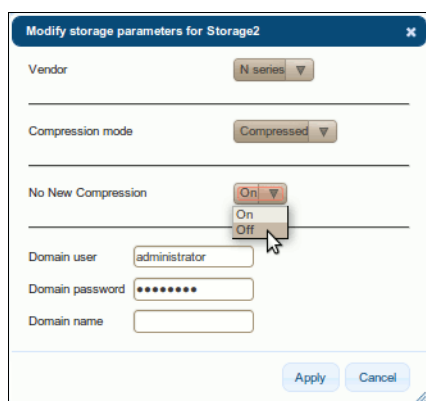 Modify storage parameters for Storage2
Vendor N series
Compression mode Compressed
No New Compression On
On
Off
Domain user administrator
Domain password ●●●●●●●●
Domain name
Apply Cancel